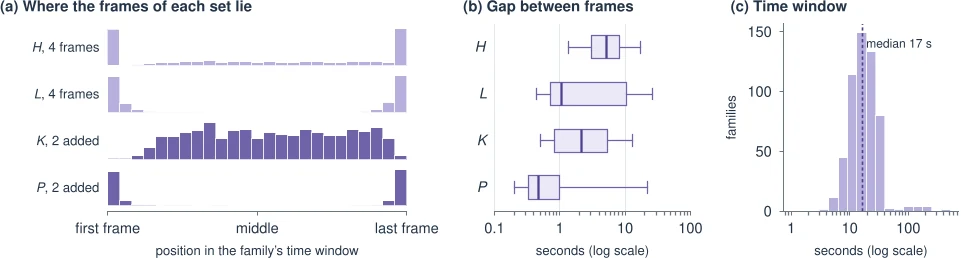 (a) Where the frames of each set lie
H, 4 frames
L, 4 frames
K, 2 added
P, 2 added
first frame
middle
last frame
position in the family's time window
(b) Gap between frames
H
L
K
P
0.1
1
10
100
seconds (log scale)
(c) Time window
150
100
50
0
families
median 17 s
1
10
100
seconds (log scale)